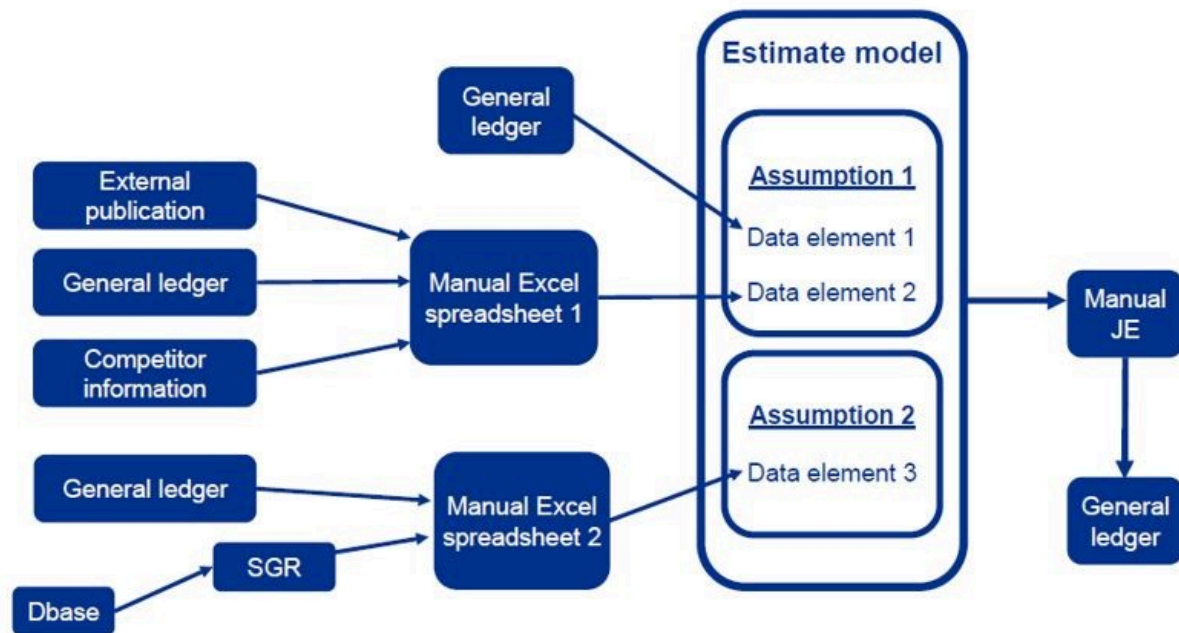 Estimate model
General
ledger
External
publication
Assumption 1
Data element 1
General ledger
Manual Excel
spreadsheet 1
Data element 2
Manual
JE
Competitor
information
Assumption 2
General ledger
Manual Excel
spreadsheet 2
Data element 3
General
ledger
SGR
Dbase